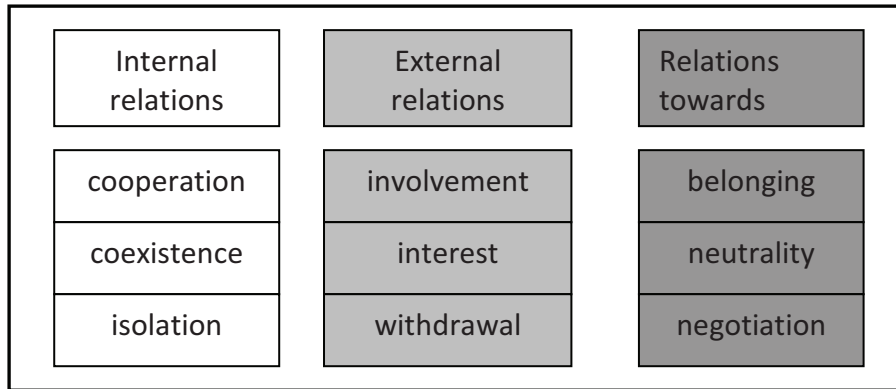 Internal
relations
External
relations
Relations
towards
cooperation
involvement
belonging
coexistence
interest
neutrality
isolation
withdrawal
negotiation